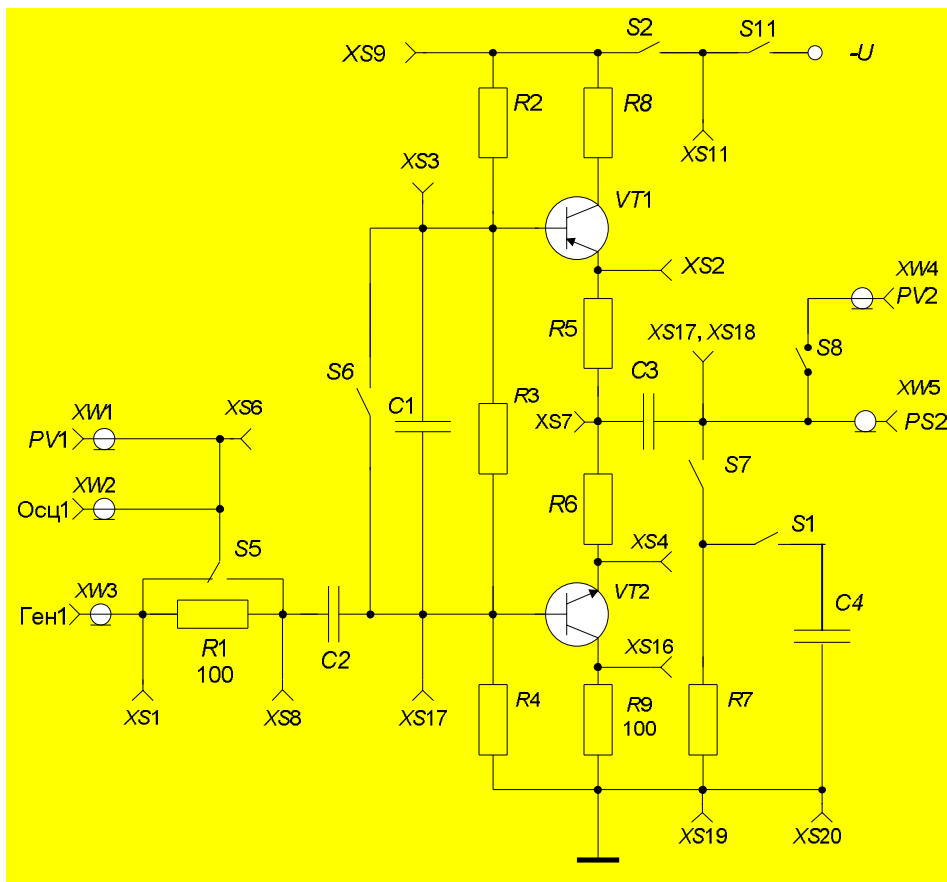 S2
S11
XS9
-U
R2
R8
XS11
XS3
VT1
XS2
XW4
PV2
R5
XS17, XS18
S8
S6
C3
C1
R3
XW5
XW1
XS6
XS7
PS2
PV1
S7
XW2
R6
Осц1
S1
XS4
S5
XW3
VT2
C4
Ген1
R1
100
C2
XS16
XS1
XS8
XS17
R4
R9
100
R7
XS19
XS20